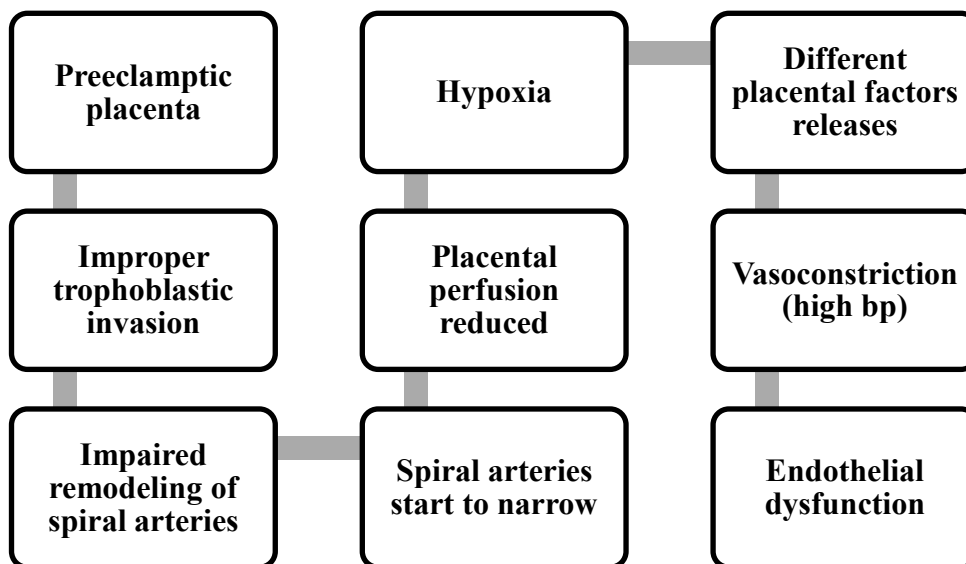 Preeclamptic
placenta
Improper
trophoblastic
invasion
Impaired
remodeling of
spiral arteries
Spiral arteries
start to narrow
Placental
perfusion
reduced
Hypoxia
Different
placental factors
releases
Vasoconstriction
(high bp)
Endothelial
dysfunction